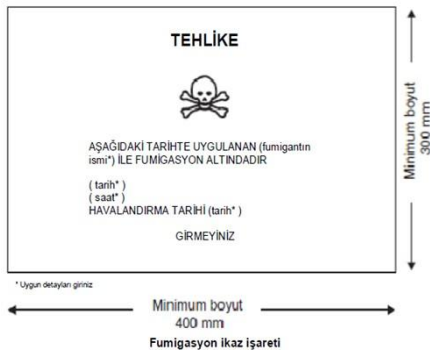 TEHLİKE
AŞAĞIDAKİ TARİHTE UYGULANAN (fumigantın
ismi*) İLE FUMİGASYON ALTINDADIR
( tarih* )
( saat* )
HAVALANDIRMA TARİHİ (tarih* )
GİRMEYİNİZ
Minimum boyut
300 mm
* Uygun detayları giriniz
Minimum boyut
400 mm
Fumigasyon ikaz işareti